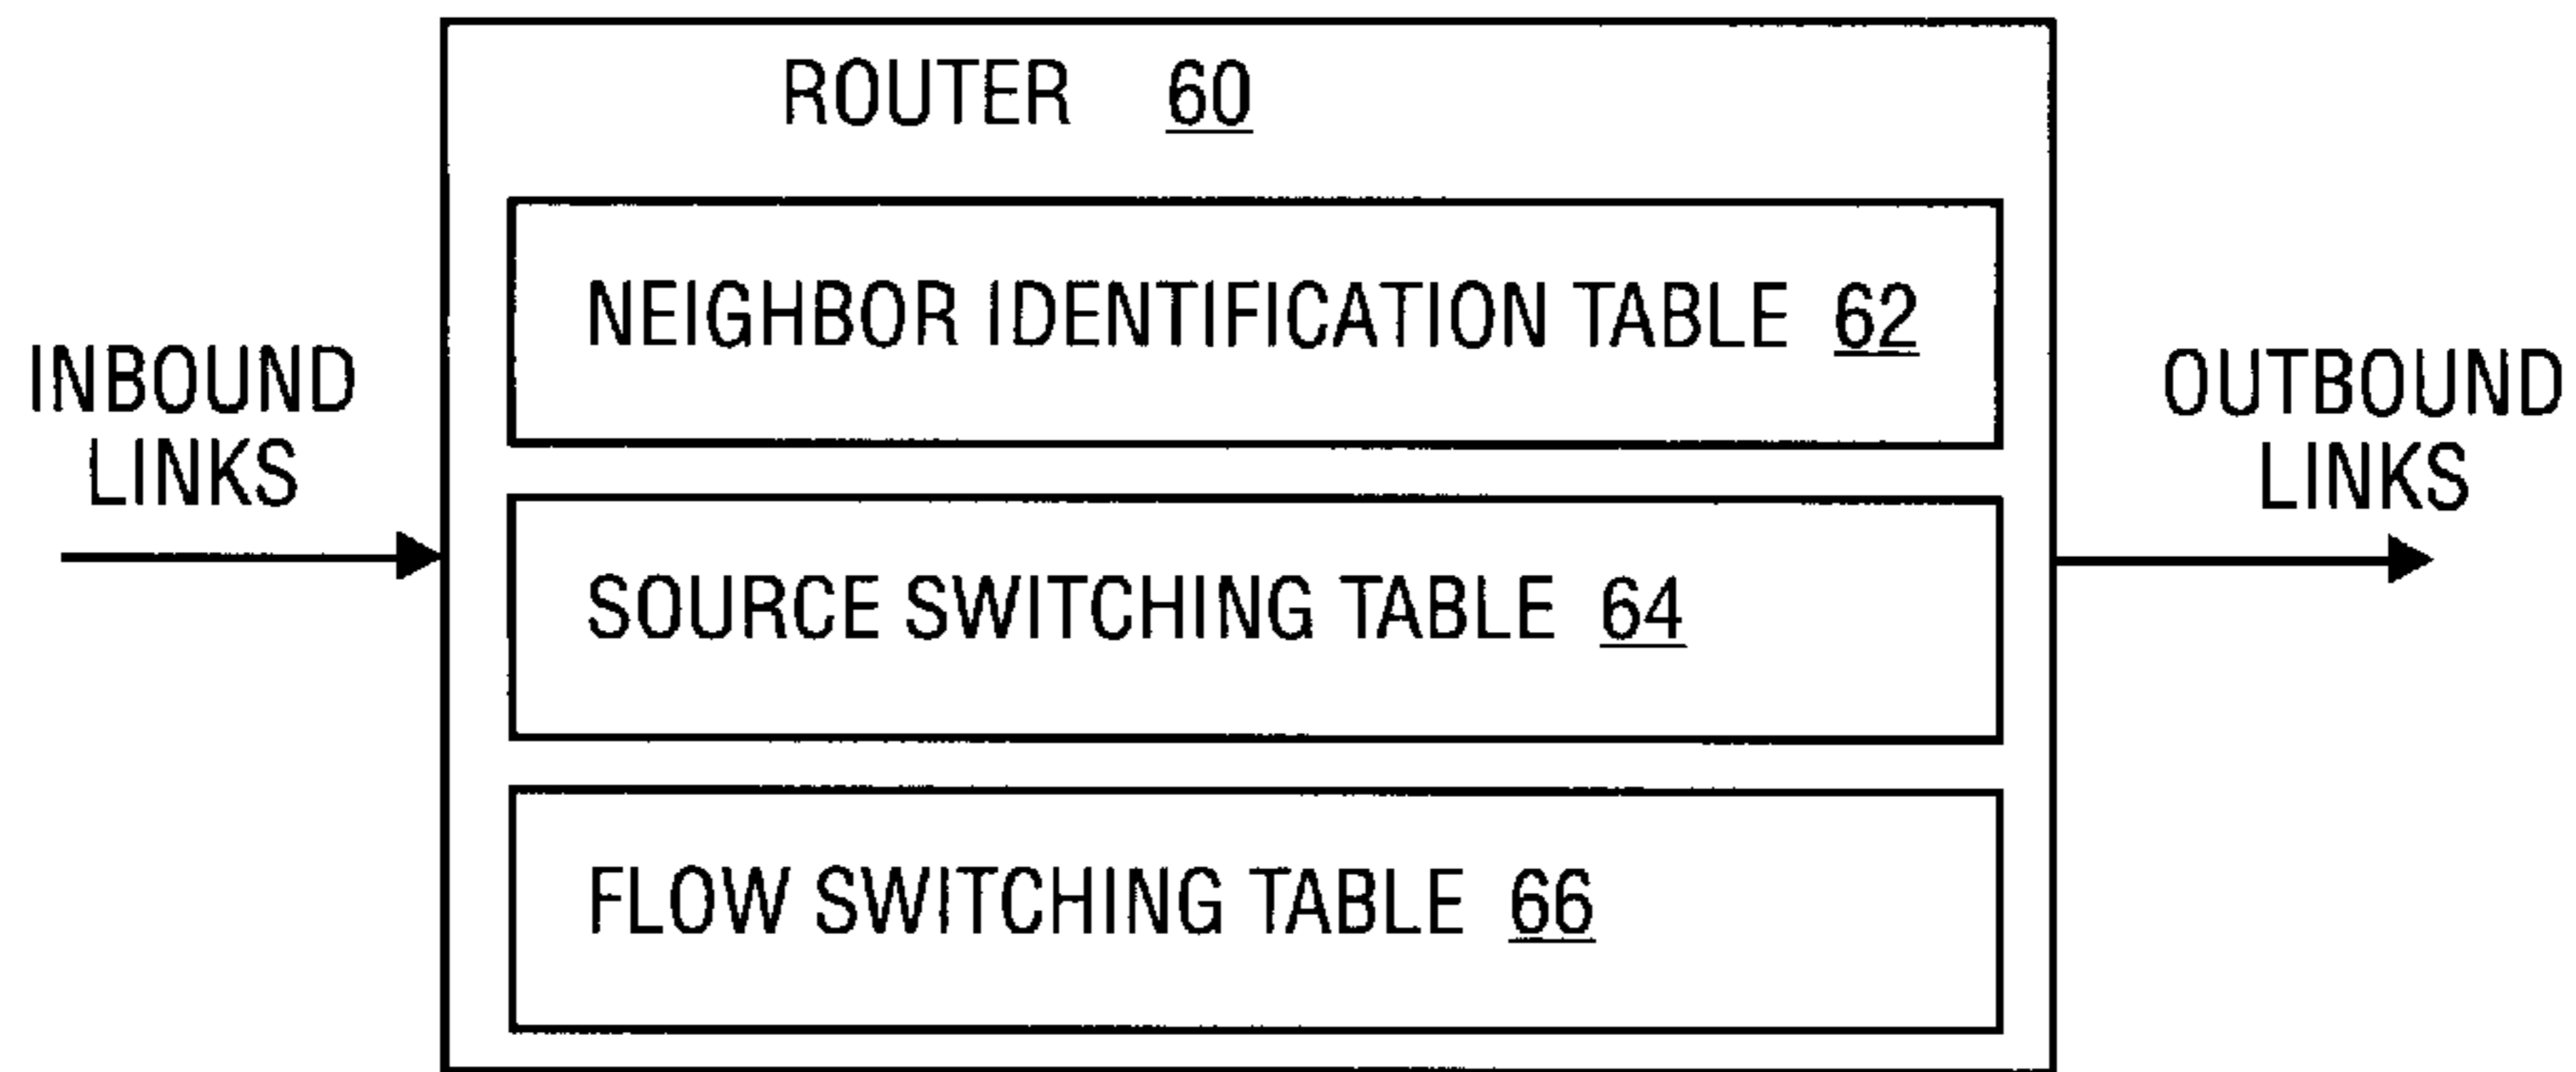 ROUTER 60
NEIGHBOR IDENTIFICATION TABLE 62
INBOUND
LINKS
OUTBOUND
LINKS
SOURCE SWITCHING TABLE 64
FLOW SWITCHING TABLE 66